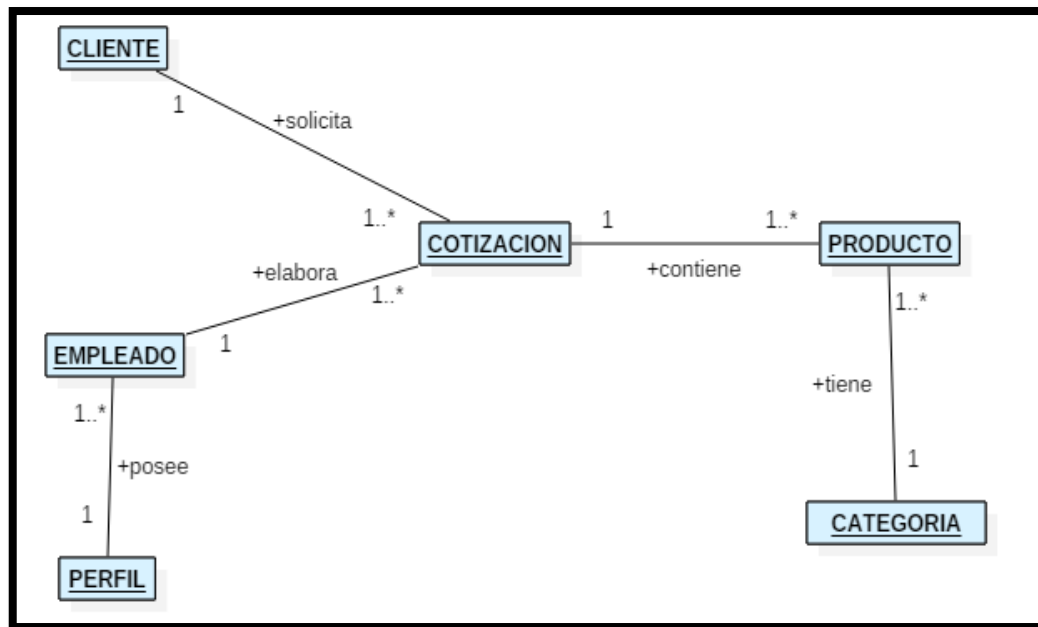 CLIENTE
1
+solicita
1..*
COTIZACION
1
1..*
PRODUCTO
+contiene
+elabora
1..*
1
EMPLEADO
1..*
+posee
1
PERFIL
1..*
+tiene
1
CATEGORIA